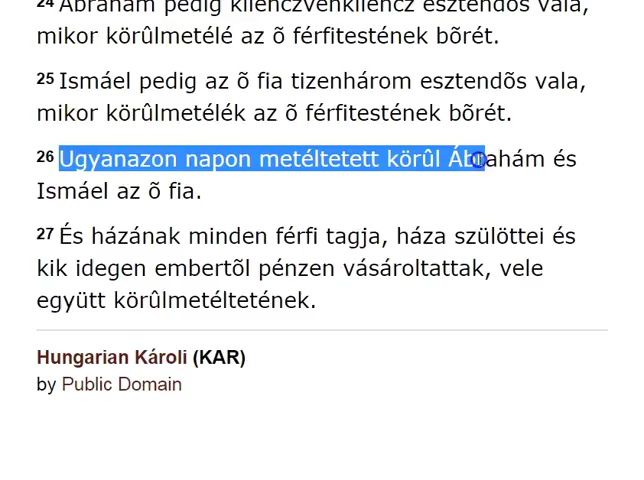 24 Ábrahám pedig kilenczvenkilencz esztendõs vala,
mikor körûlmetélé az õ férfitestének bõrét.
25 Ismáel pedig az õ fia tizenhárom esztendõs vala,
mikor körûlmetélék az õ férfitestének bõrét.
26 Ugyanazon napon metéltetett körûl Ábrahám és
Ismáel az õ fia.
27 És házának minden férfi tagja, háza szülöttei és
kik idegen embertõl pénzen vásároltattak, vele
együtt körûlmetéltetének.
Hungarian Károli (KAR)
by Public Domain